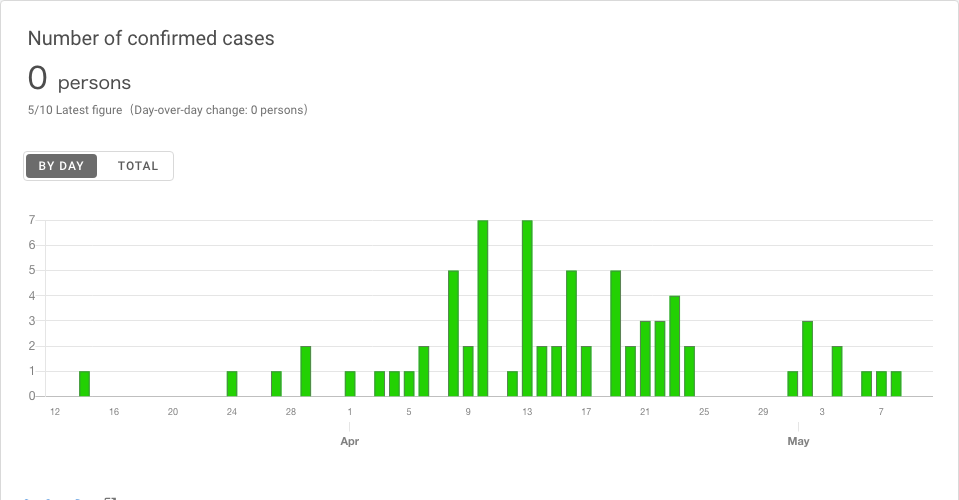 Number of confirmed cases
0 persons
5/10 Latest figure（Day-over-day change: 0 persons）
BY DAY TOTAL
7
6
5
4
3
2
1
0
12 16 20 24 28 1 5 9 13 17 21 25 29 3 7
Apr May